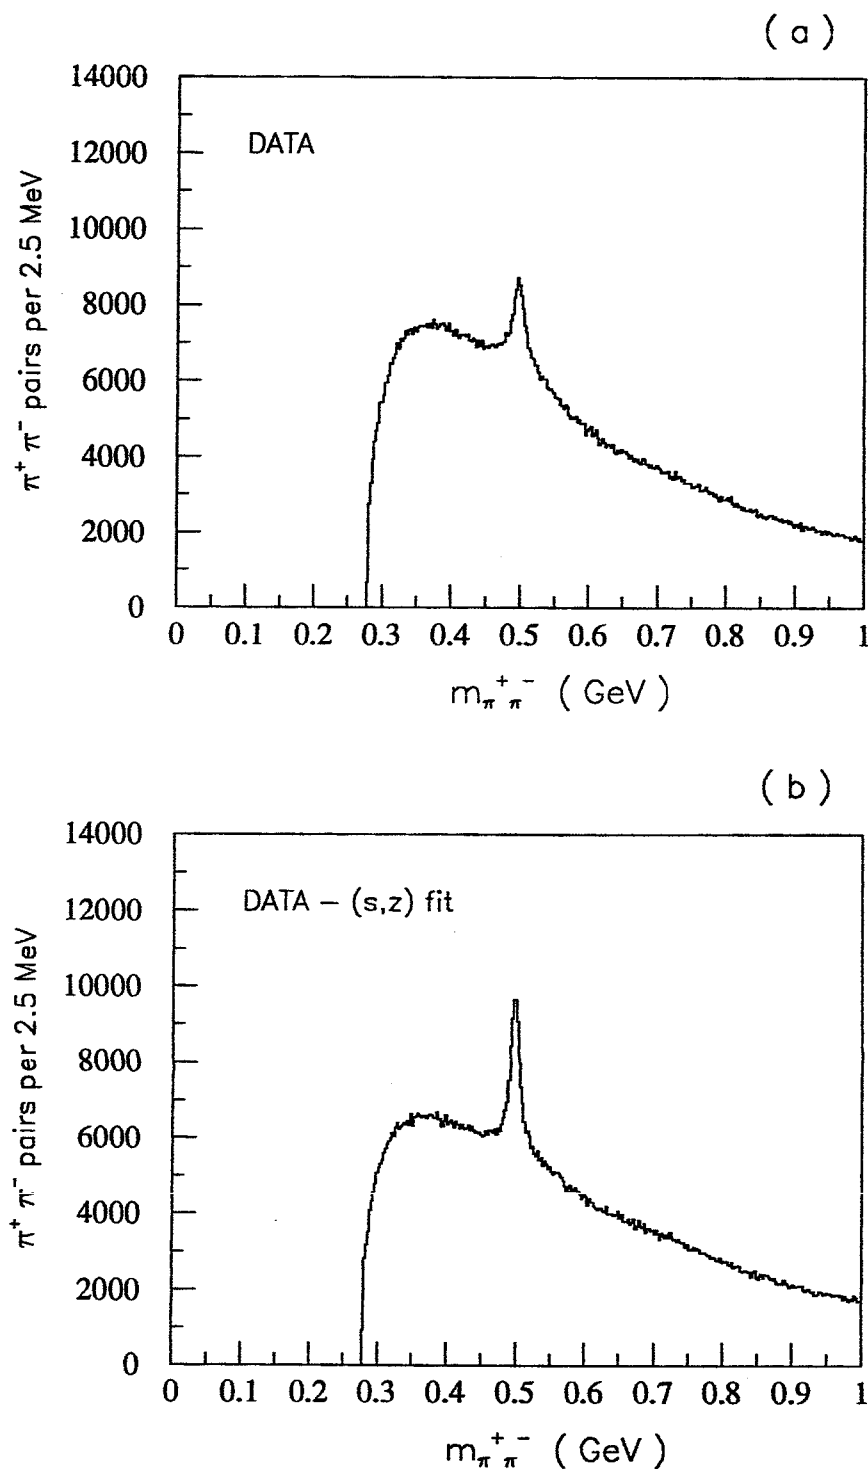 ( a )
14000
12000
10000
8000
6000
4000
2000
0
π⁺ π⁻ pairs per 2.5 MeV
DATA
0 0.1 0.2 0.3 0.4 0.5 0.6 0.7 0.8 0.9 1
m π⁺ π⁻ ( GeV )
( b )
14000
12000
10000
8000
6000
4000
2000
0
π⁺ π⁻ pairs per 2.5 MeV
DATA – (s,z) fit
0 0.1 0.2 0.3 0.4 0.5 0.6 0.7 0.8 0.9 1
m π⁺ π⁻ ( GeV )